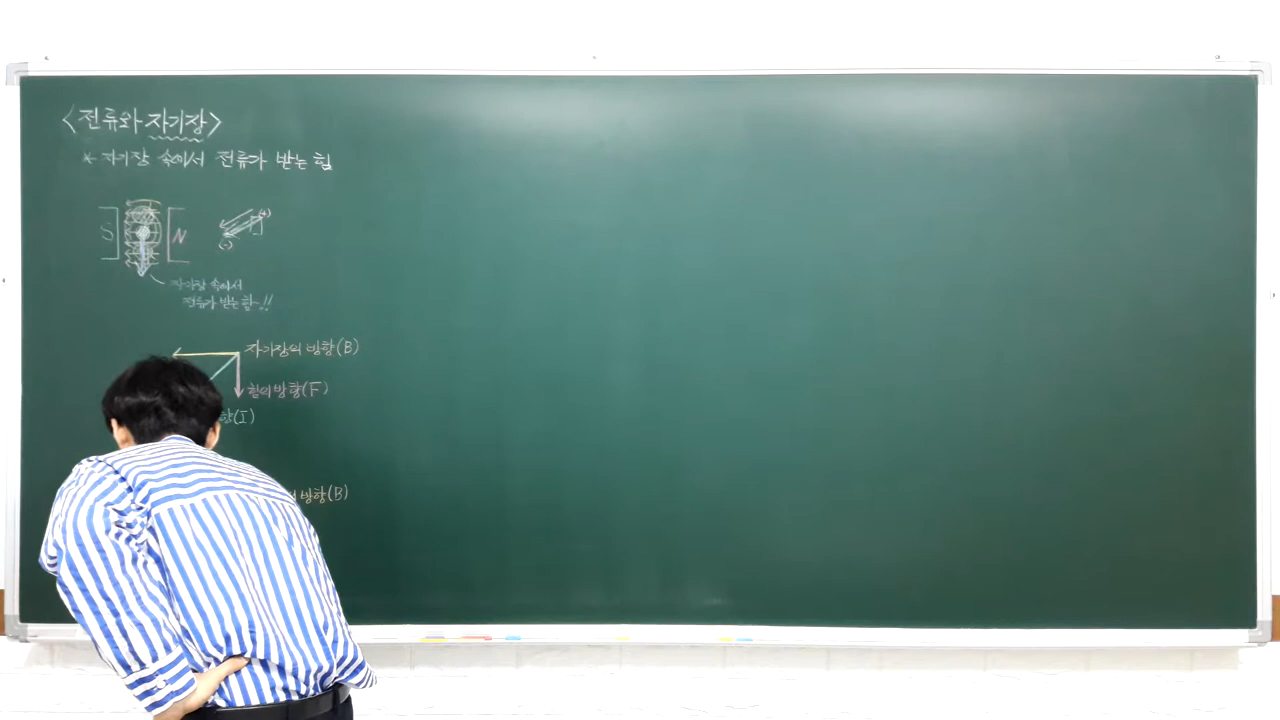 <전류와 자기장>
* 자기장 속에서 전류가 받는 힘
S N (+)
(-)
자기장 속에서
전류가 받는 힘~!!
자기장의 방향(B)
힘의 방향(F)
향(I)
방향(B)